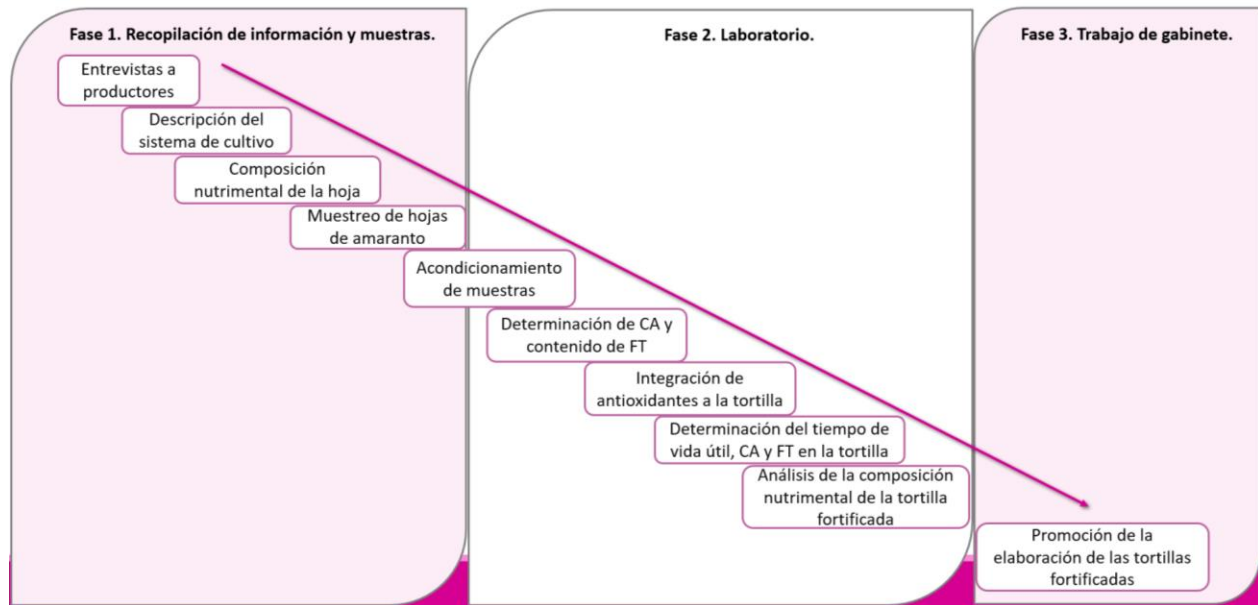 Fase 1. Recopilación de información y muestras.
Entrevistas a
productores
Descripción del
sistema de cultivo
Composición
nutrimental de la hoja
Muestreo de hojas
de amaranto
Acondicionamiento
de muestras
Fase 2. Laboratorio.
Determinación de CA y
contenido de FT
Integración de
antioxidantes a la tortilla
Determinación del tiempo de
vida útil, CA y FT en la tortilla
Análisis de la composición
nutrimental de la tortilla
fortificada
Fase 3. Trabajo de gabinete.
Promoción de la
elaboración de las tortillas
fortificadas